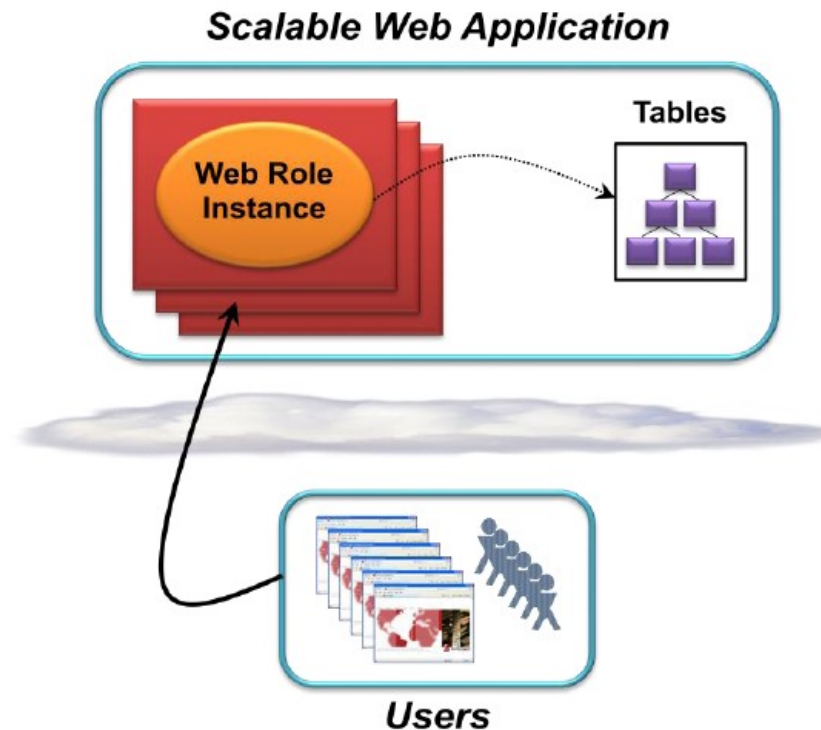 Scalable Web Application
Tables
Web Role
Instance
Users